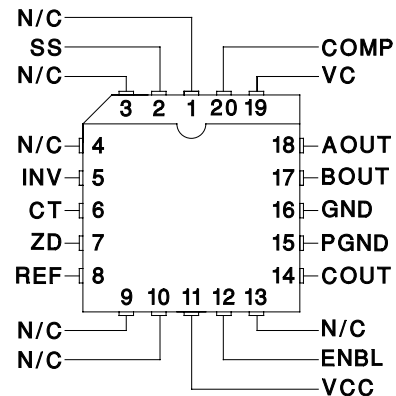 N/C
SS COMP
N/C VC
3 2 1 20 19
N/C 4 18 AOUT
INV 5 17 BOUT
CT 6 16 GND
ZD 7 15 PGND
REF 8 14 COUT
9 10 11 12 13
N/C N/C
N/C ENBL
VCC